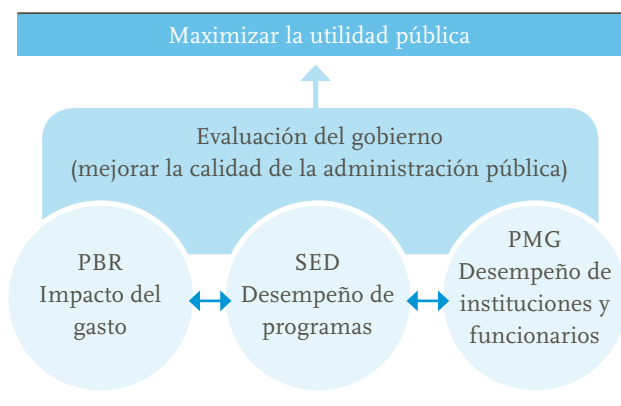 Maximizar la utilidad pública
Evaluación del gobierno
(mejorar la calidad de la administración pública)
PBR
Impacto del
gasto
SED
Desempeño de
programas
PMG
Desempeño de
instituciones y
funcionarios